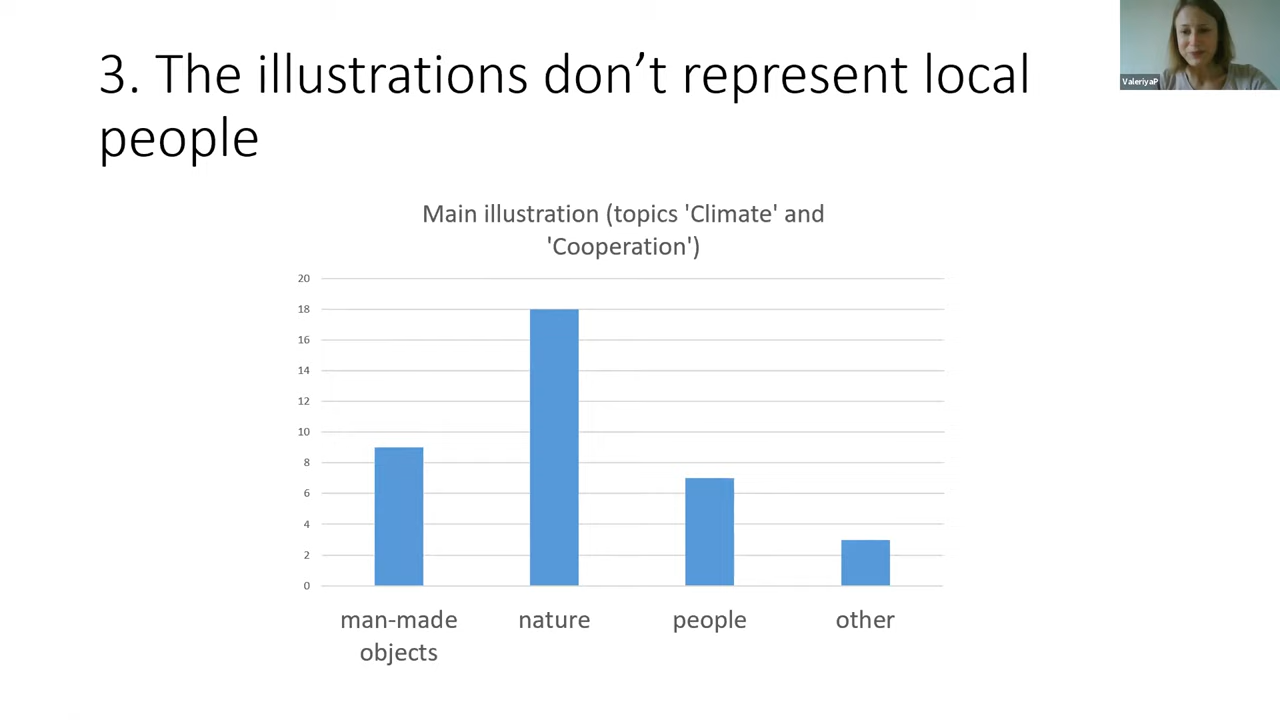 3. The illustrations don’t represent local
people
ValeriyaP
Main illustration (topics 'Climate' and
'Cooperation')
20
18
16
14
12
10
8
6
4
2
0
man-made
objects
nature
people
other